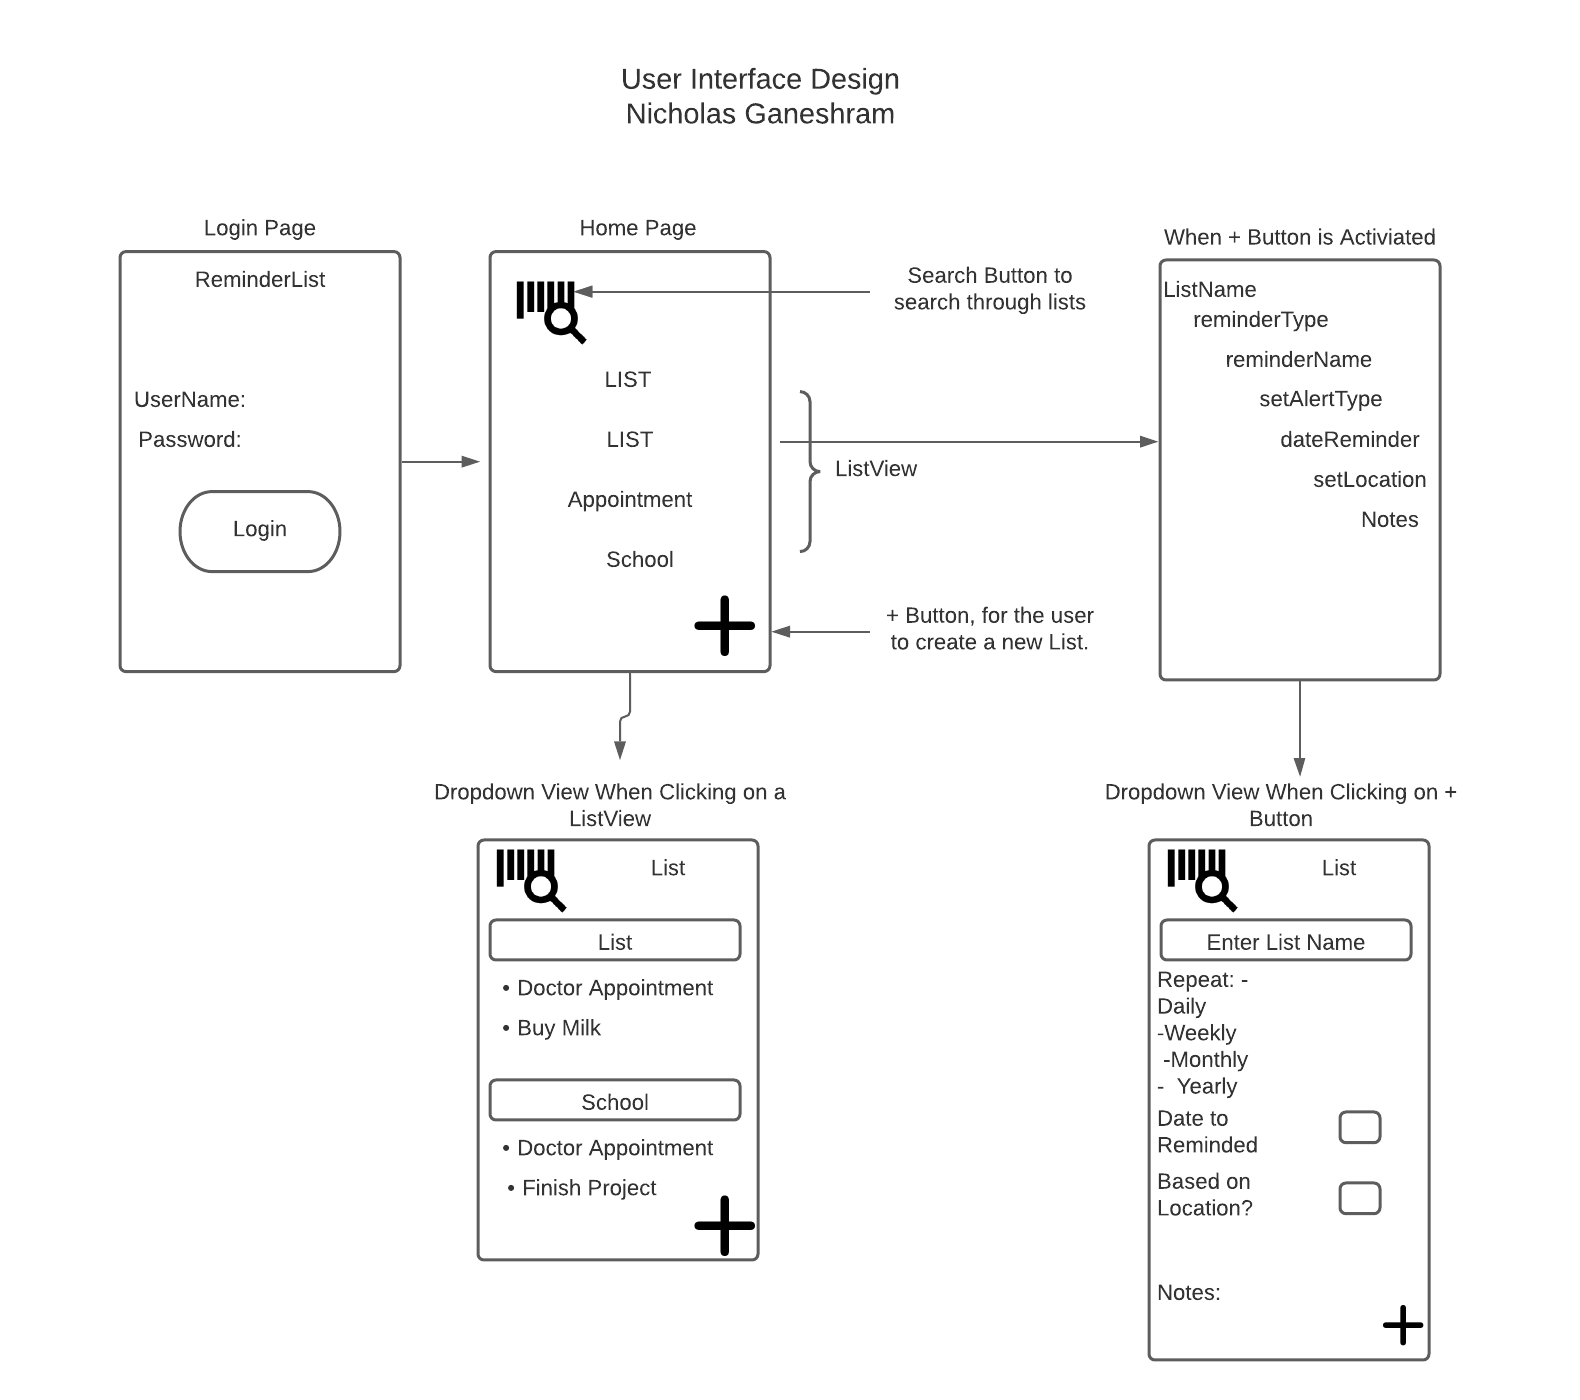 User Interface Design
Nicholas Ganeshram
Login Page
ReminderList
UserName:
Password:
Login
Home Page
LIST
LIST
Appointment
School
Search Button to
search through lists
ListView
+ Button, for the user
to create a new List.
When + Button is Activiated
ListName
reminderType
reminderName
setAlertType
dateReminder
setLocation
Notes
Dropdown View When Clicking on a
ListView
List
List
• Doctor Appointment
• Buy Milk
School
• Doctor Appointment
• Finish Project
Dropdown View When Clicking on +
Button
List
Enter List Name
Repeat: -
Daily
-Weekly
-Monthly
- Yearly
Date to
Reminded
Based on
Location?
Notes: